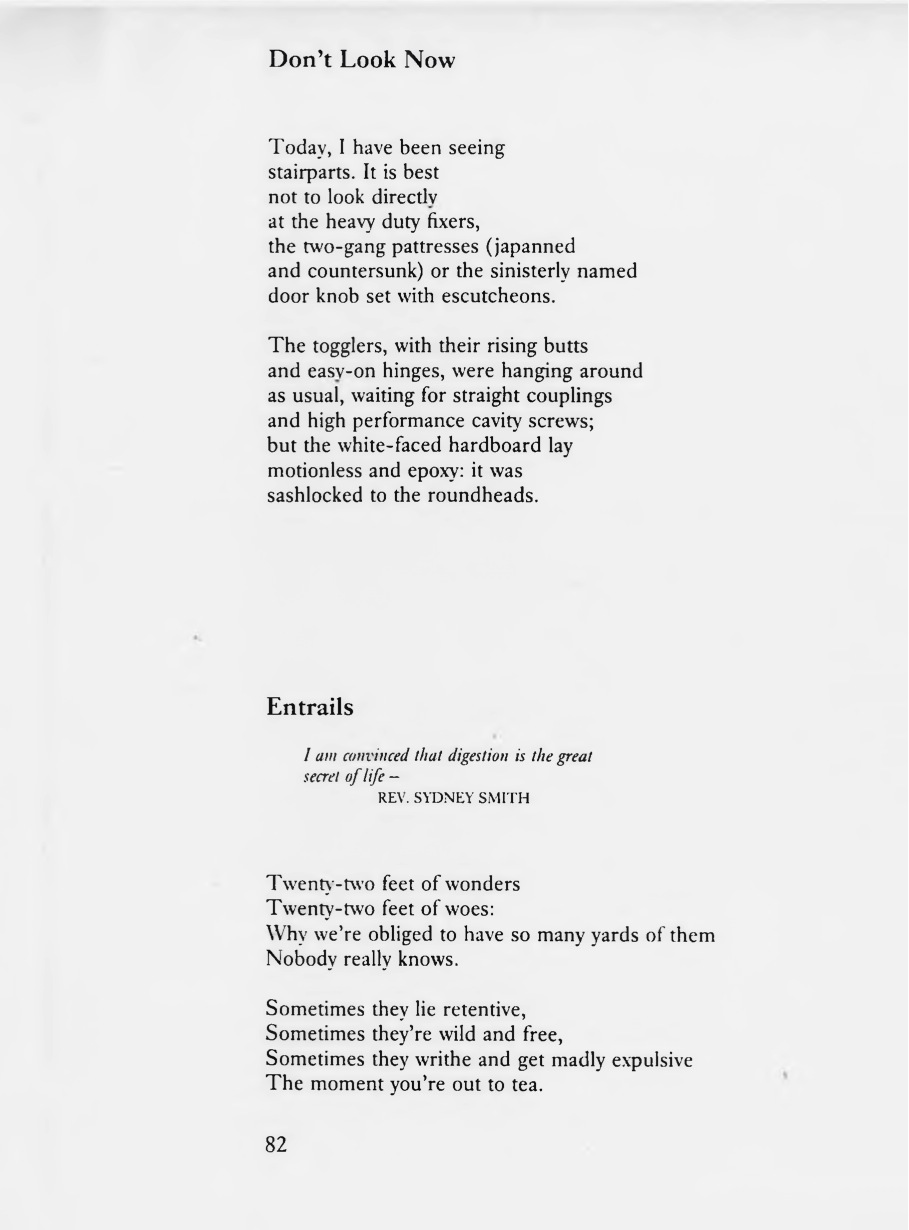 Don't Look Now
Today, I have been seeing
stairparts. It is best
not to look directly
at the heavy duty fixers,
the two-gang pattresses (japanned
and countersunk) or the sinisterly named
door knob set with escutcheons.
The togglers, with their rising butts
and easy-on hinges, were hanging around
as usual, waiting for straight couplings
and high performance cavity screws;
but the white-faced hardboard lay
motionless and epoxy: it was
sashlocked to the roundheads.
Entrails
I am convinced that digestion is the great
secret of life –
REV. SYDNEY SMITH
Twenty-two feet of wonders
Twenty-two feet of woes:
Why we're obliged to have so many yards of them
Nobody really knows.
Sometimes they lie retentive,
Sometimes they're wild and free,
Sometimes they writhe and get madly expulsive
The moment you're out to tea.
82